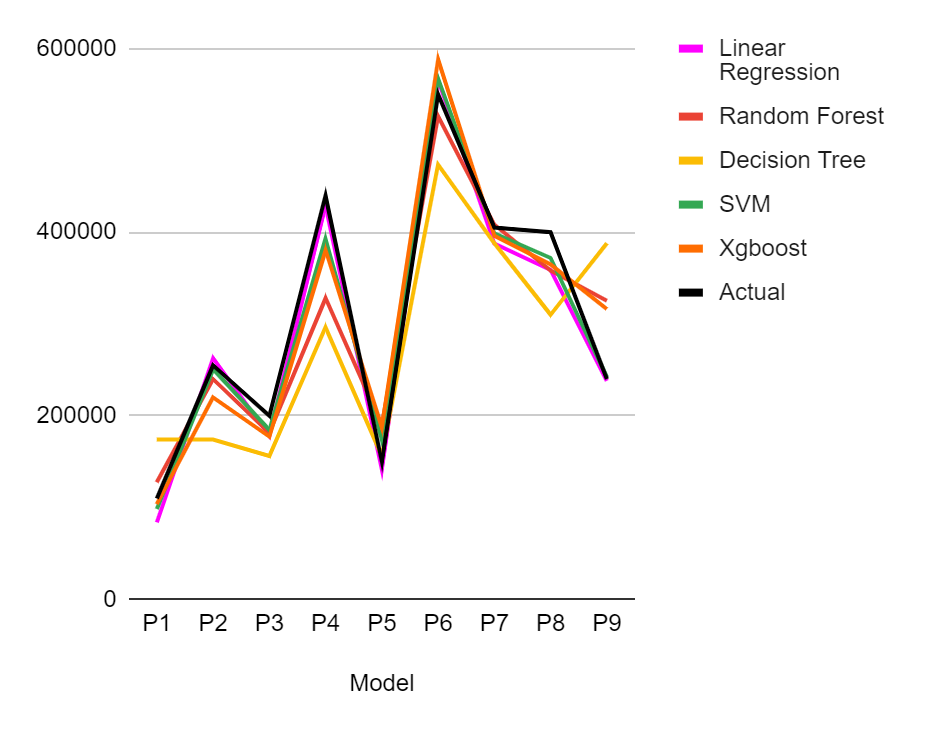 600000
400000
200000
0
P1 P2 P3 P4 P5 P6 P7 P8 P9
Model
Linear
Regression
Random Forest
Decision Tree
SVM
Xgboost
Actual